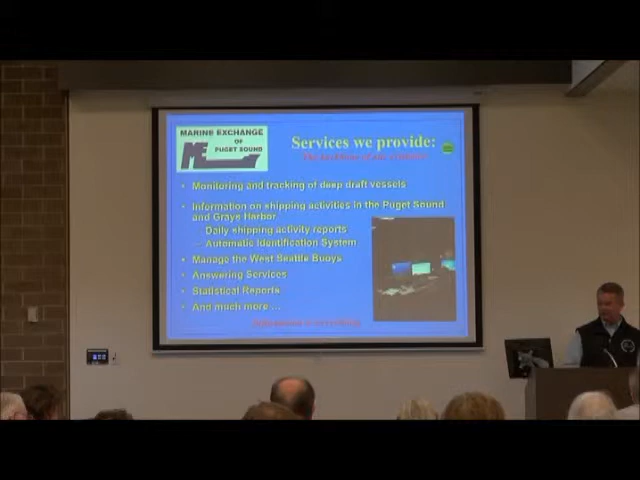 MARINE EXCHANGE
OF
PUGET SOUND
Services we provide:
• Monitoring and tracking of deep draft vessels
• Information on shipping activities in the Puget Sound
and Grays Harbor
– Daily shipping activity reports
– Automatic Identification System
• Manage the West Seattle Buoys
• Answering Services
• Statistical Reports
• And much more ...